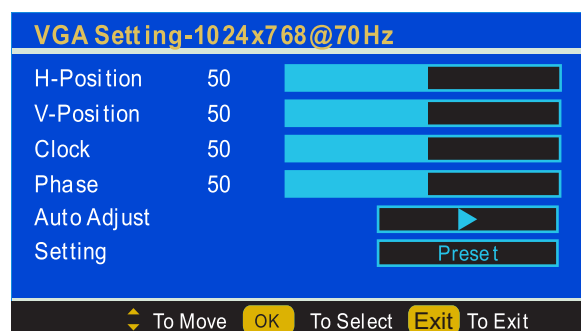 VGA Setting-1024x768@70Hz
H-Position 50
V-Position 50
Clock 50
Phase 50
Auto Adjust
Setting Preset
To Move OK To Select Exit To Exit